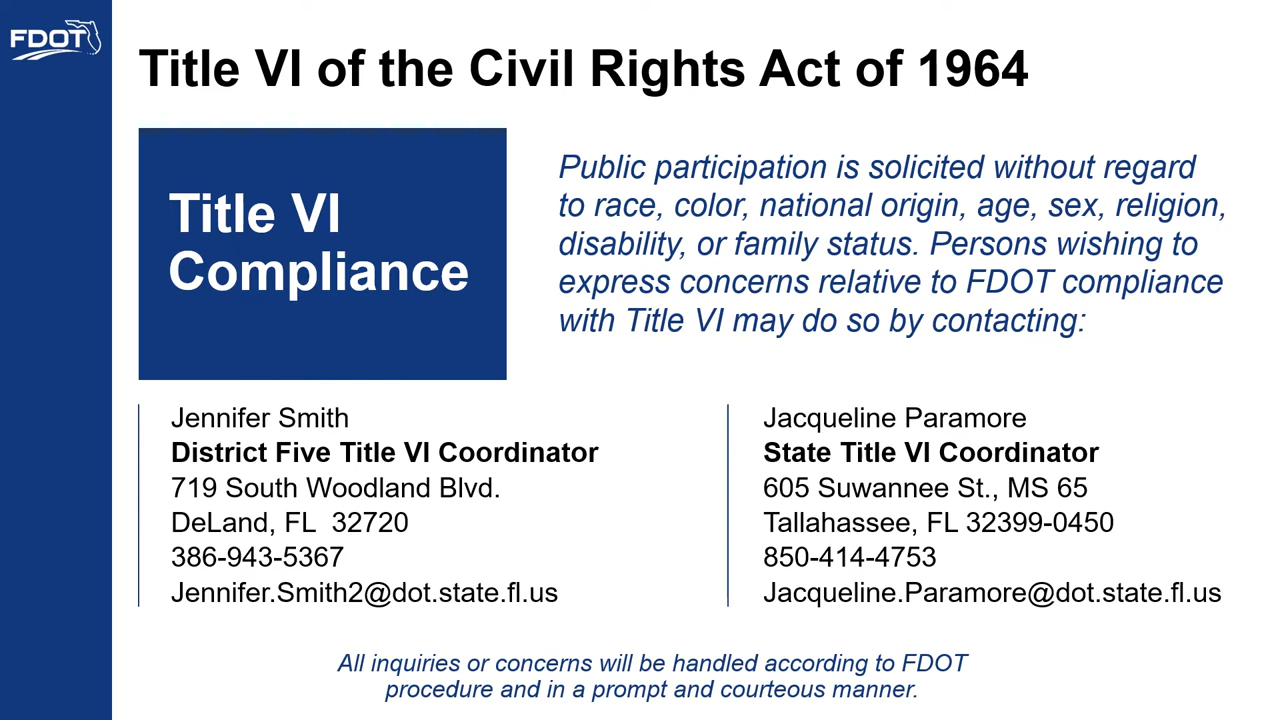 FDOT
Title VI of the Civil Rights Act of 1964
Title VI
Compliance
Public participation is solicited without regard
to race, color, national origin, age, sex, religion,
disability, or family status. Persons wishing to
express concerns relative to FDOT compliance
with Title VI may do so by contacting:
Jennifer Smith
District Five Title VI Coordinator
719 South Woodland Blvd.
DeLand, FL  32720
386-943-5367
Jennifer.Smith2@dot.state.fl.us
Jacqueline Paramore
State Title VI Coordinator
605 Suwannee St., MS 65
Tallahassee, FL 32399-0450
850-414-4753
Jacqueline.Paramore@dot.state.fl.us
All inquiries or concerns will be handled according to FDOT
procedure and in a prompt and courteous manner.